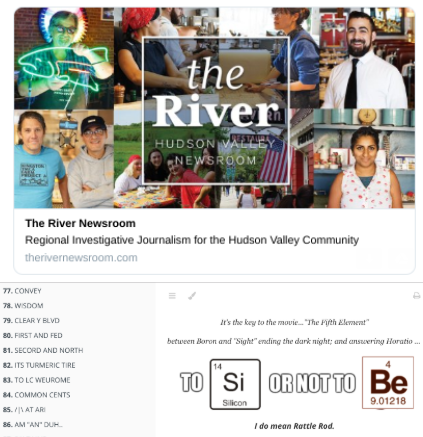 the
River
HUDSON VALLEY
NEWSROOM
The River Newsroom
Regional Investigative Journalism for the Hudson Valley Community
therivernewsroom.com
77. CONVEY
78. WISDOM
79. CLEAR Y BLVD
80. FIRST AND FED
81. SECORD AND NORTH
82. ITS TURMERIC TIRE
83. TO LC WEUROME
84. COMMON CENTS
85. /|\ AT ARI
86. AM "AN" DUH..
It's the key to the movie..."The Fifth Element"
between Boron and "Sight" ending the dark night; and answering Horatio ...
TO
14
Si
Silicon
OR NOT TO
4
Be
9.01218
I do mean Rattle Rod.